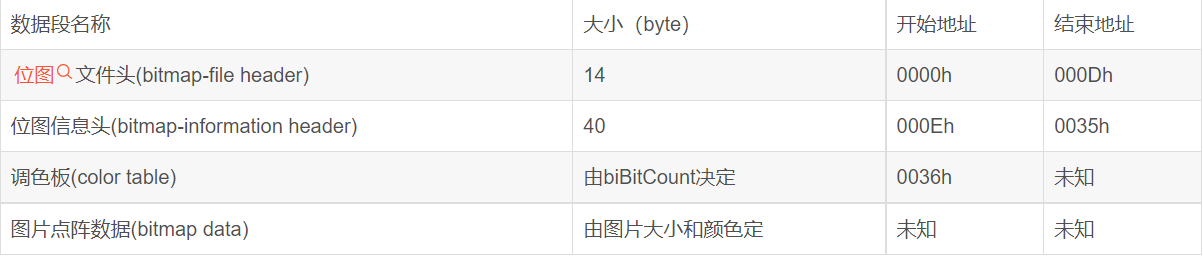 数据段名称 大小（byte） 开始地址 结束地址
位图文件头(bitmap-file header) 14 0000h 000Dh
位图信息头(bitmap-information header) 40 000Eh 0035h
调色板(color table) 由biBitCount决定 0036h 未知
图片点阵数据(bitmap data) 由图片大小和颜色定 未知 未知